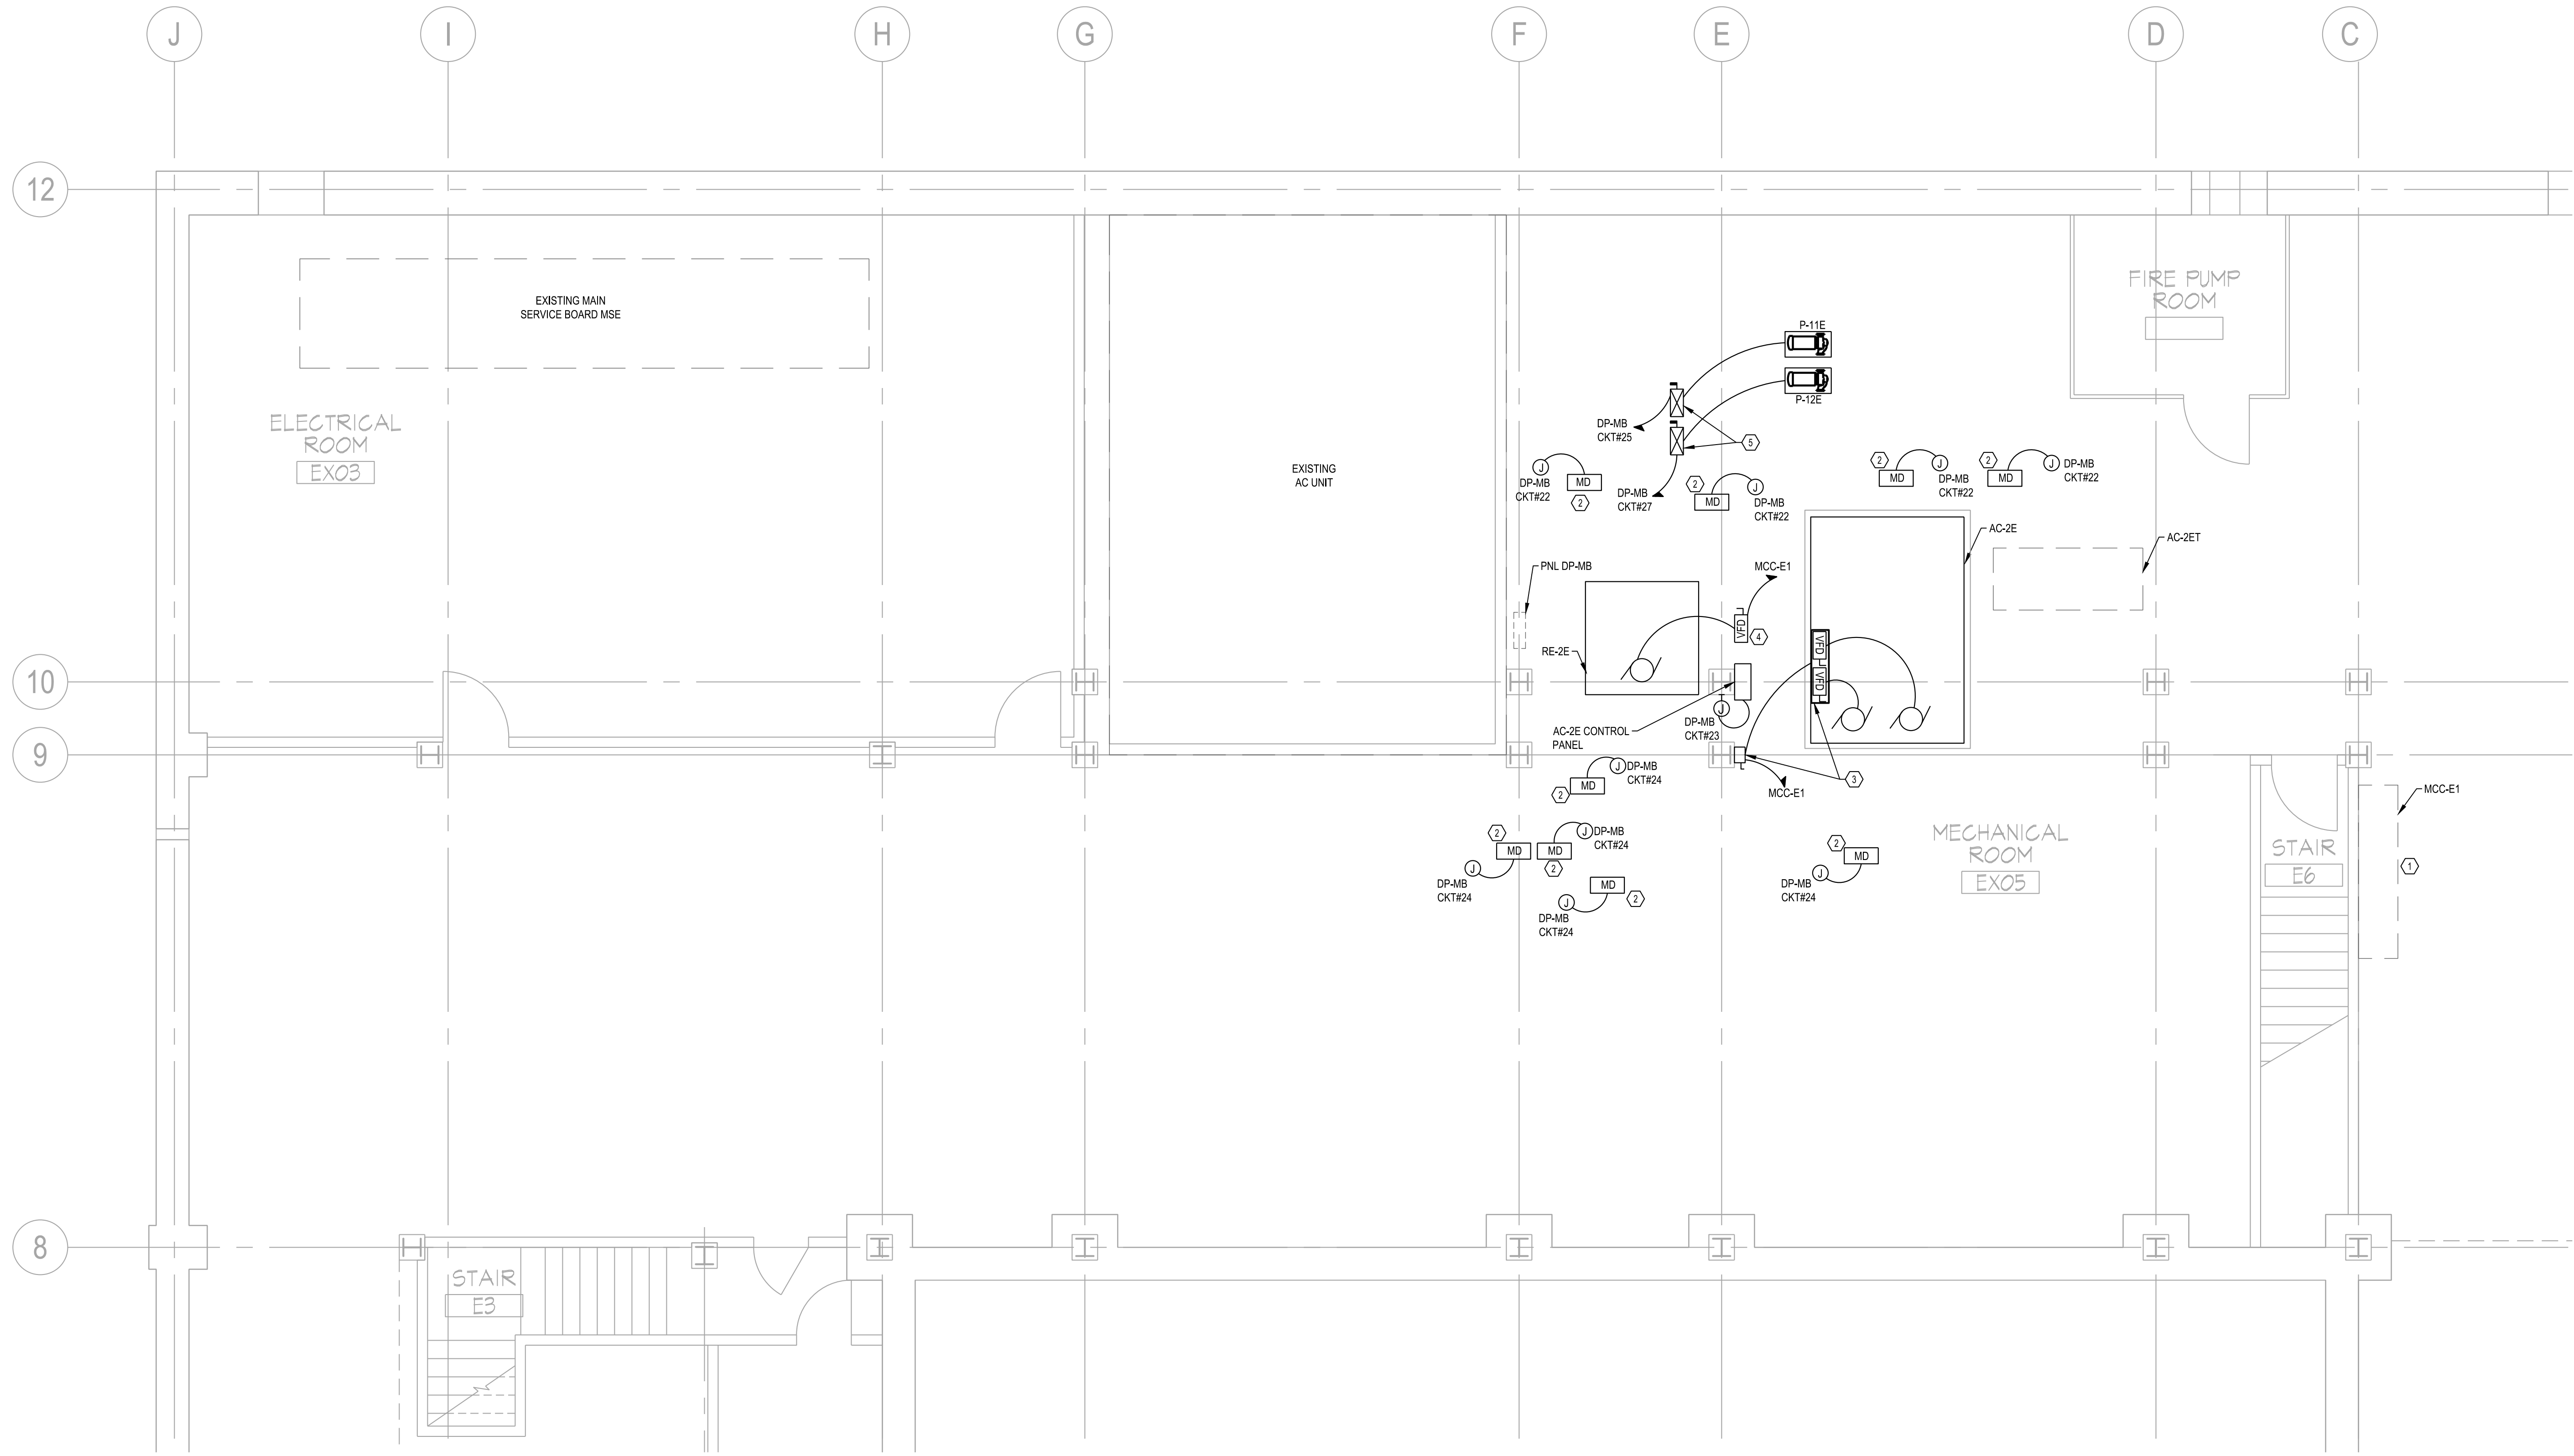 J
I
H
G
F
E
D
C
12
10
9
8
EXISTING MAIN
SERVICE BOARD MSE
ELECTRICAL
ROOM
EX03
EXISTING
AC UNIT
FIRE PUMP
ROOM
P-11E
P-12E
DP-MB
CKT#25
5
DP-MB
CKT#27
J
DP-MB
CKT#22
MD
2
2
MD
J
DP-MB
CKT#22
2
MD
J
DP-MB
CKT#22
2
MD
J
DP-MB
CKT#22
AC-2E
AC-2ET
PNL DP-MB
MCC-E1
VFD
4
RE-2E
VFD
VFD
AC-2E CONTROL
PANEL
J
DP-MB
CKT#23
3
MCC-E1
J
DP-MB
CKT#24
MD
2
2
MD
J
DP-MB
CKT#24
J
DP-MB
CKT#24
MD
2
MD
2
J
DP-MB
CKT#24
2
MD
J
DP-MB
CKT#24
MECHANICAL
ROOM
EX05
STAIR
E6
MCC-E1
1
STAIR
E3